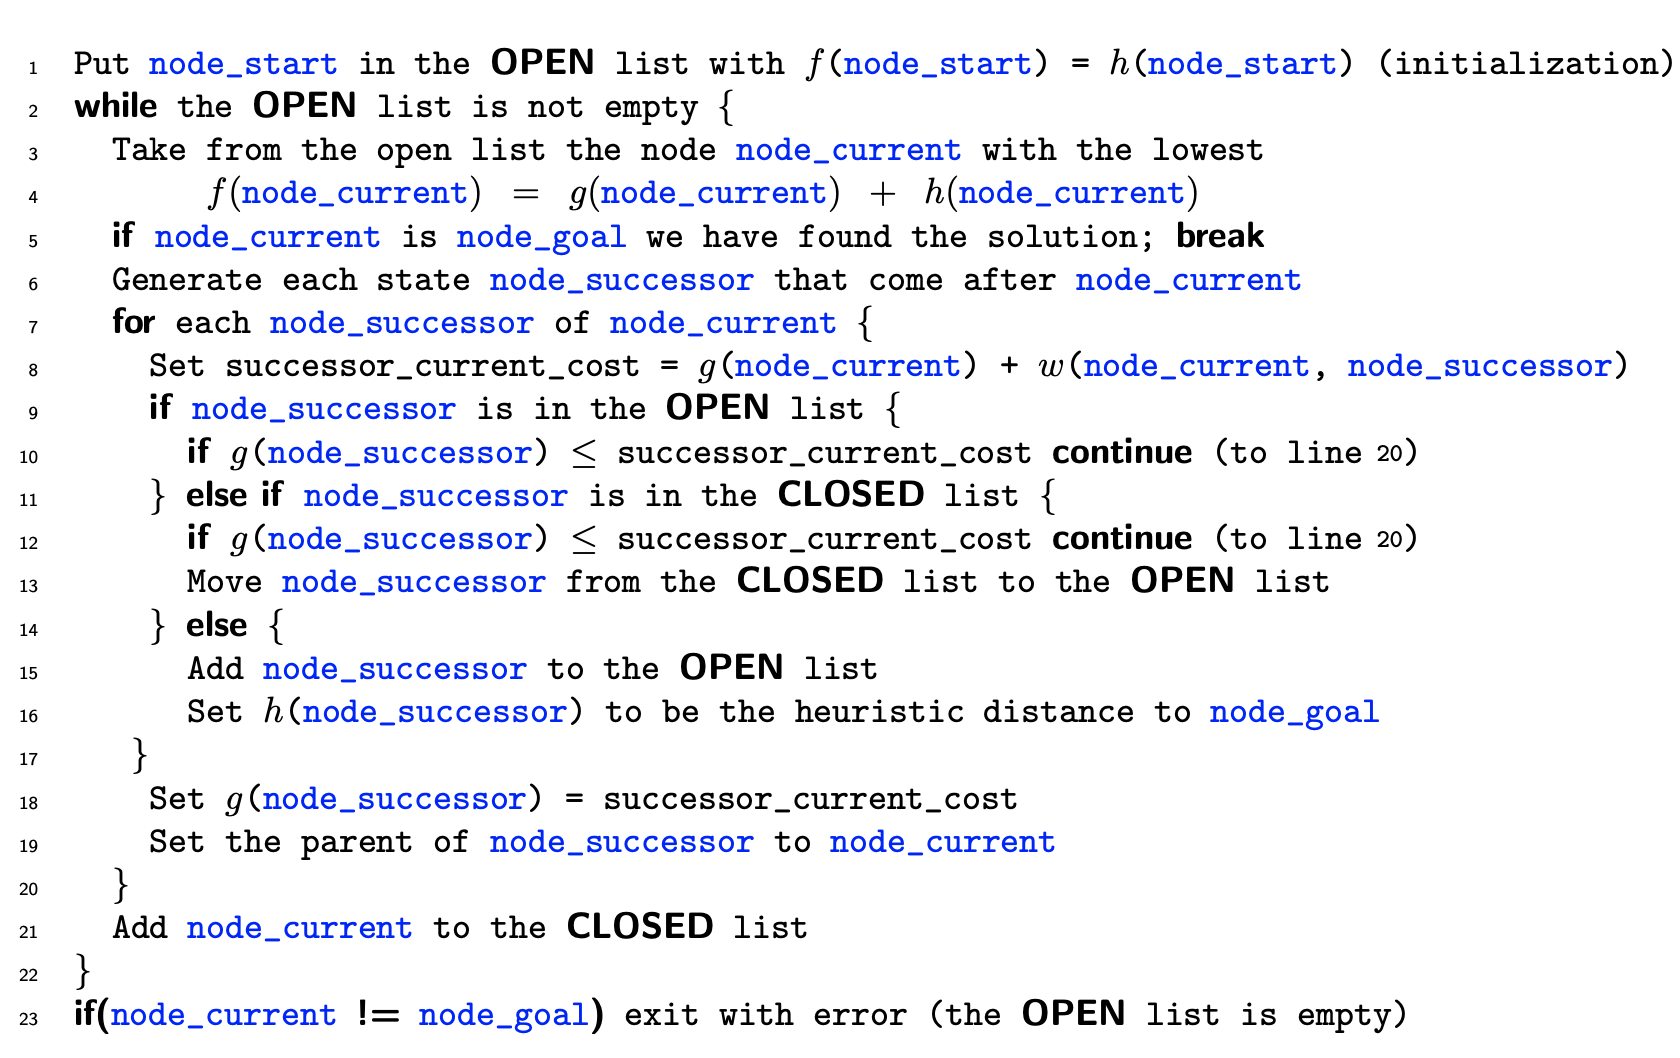 1 Put node_start in the OPEN list with f(node_start) = h(node_start) (initialization)
2 while the OPEN list is not empty {
3 Take from the open list the node node_current with the lowest
4 f(node_current) = g(node_current) + h(node_current)
5 if node_current is node_goal we have found the solution; break
6 Generate each state node_successor that come after node_current
7 for each node_successor of node_current {
8 Set successor_current_cost = g(node_current) + w(node_current, node_successor)
9 if node_successor is in the OPEN list {
10 if g(node_successor) ≤ successor_current_cost continue (to line 20)
11 } else if node_successor is in the CLOSED list {
12 if g(node_successor) ≤ successor_current_cost continue (to line 20)
13 Move node_successor from the CLOSED list to the OPEN list
14 } else {
15 Add node_successor to the OPEN list
16 Set h(node_successor) to be the heuristic distance to node_goal
17 }
18 Set g(node_successor) = successor_current_cost
19 Set the parent of node_successor to node_current
20 }
21 Add node_current to the CLOSED list
22 }
23 if(node_current != node_goal) exit with error (the OPEN list is empty)